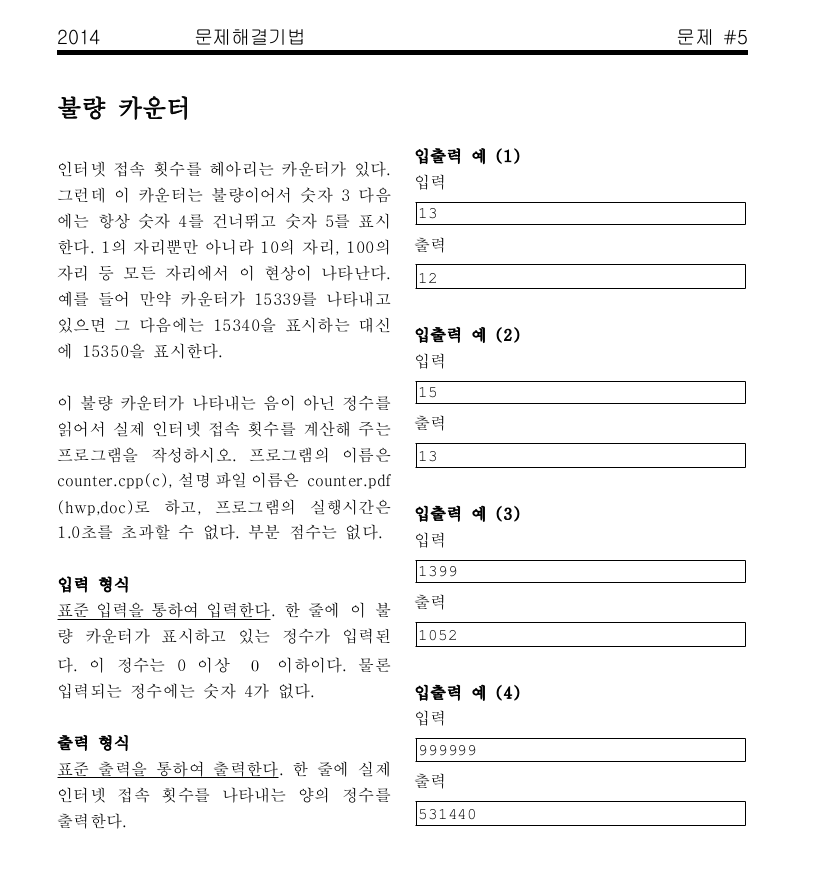 2014 문제해결기법 문제 #5
불량 카운터
인터넷 접속 횟수를 헤아리는 카운터가 있다.
그런데 이 카운터는 불량이어서 숫자 3 다음
에는 항상 숫자 4를 건너뛰고 숫자 5를 표시
한다. 1의 자리뿐만 아니라 10의 자리, 100의
자리 등 모든 자리에서 이 현상이 나타난다.
예를 들어 만약 카운터가 15339를 나타내고
있으면 그 다음에는 15340을 표시하는 대신
에 15350을 표시한다.
이 불량 카운터가 나타내는 음이 아닌 정수를
읽어서 실제 인터넷 접속 횟수를 계산해 주는
프로그램을 작성하시오. 프로그램의 이름은
counter.cpp(c), 설명 파일 이름은 counter.pdf
(hwp,doc)로 하고, 프로그램의 실행시간은
1.0초를 초과할 수 없다. 부분 점수는 없다.
입력 형식
표준 입력을 통하여 입력한다. 한 줄에 이 불
량 카운터가 표시하고 있는 정수가 입력된
다. 이 정수는 0 이상 0 이하이다. 물론
입력되는 정수에는 숫자 4가 없다.
출력 형식
표준 출력을 통하여 출력한다. 한 줄에 실제
인터넷 접속 횟수를 나타내는 양의 정수를
출력한다.
입출력 예 (1)
입력
13
출력
12
입출력 예 (2)
입력
15
출력
13
입출력 예 (3)
입력
1399
출력
1052
입출력 예 (4)
입력
999999
출력
531440